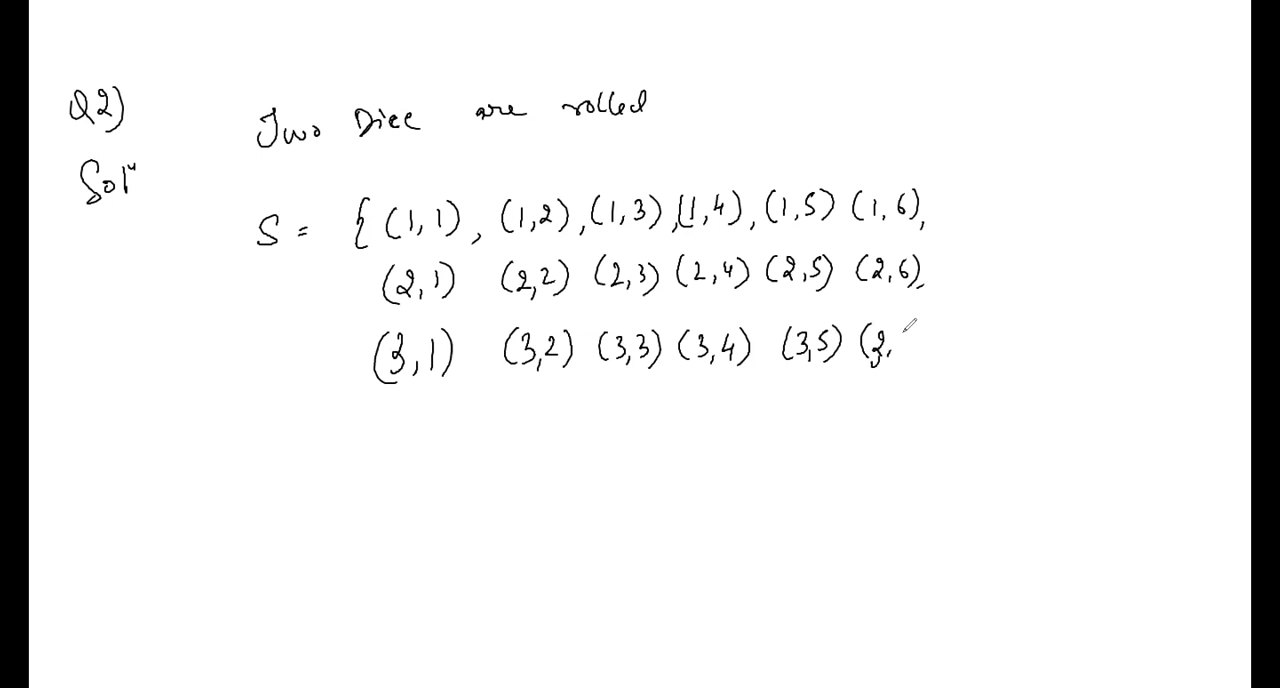 Q2) Two Dice are rolled
Solⁿ
S = { (1,1), (1,2), (1,3), (1,4), (1,5) (1,6),
(2,1) (2,2) (2,3) (2,4) (2,5) (2,6),
(3,1) (3,2) (3,3) (3,4) (3,5) (3,